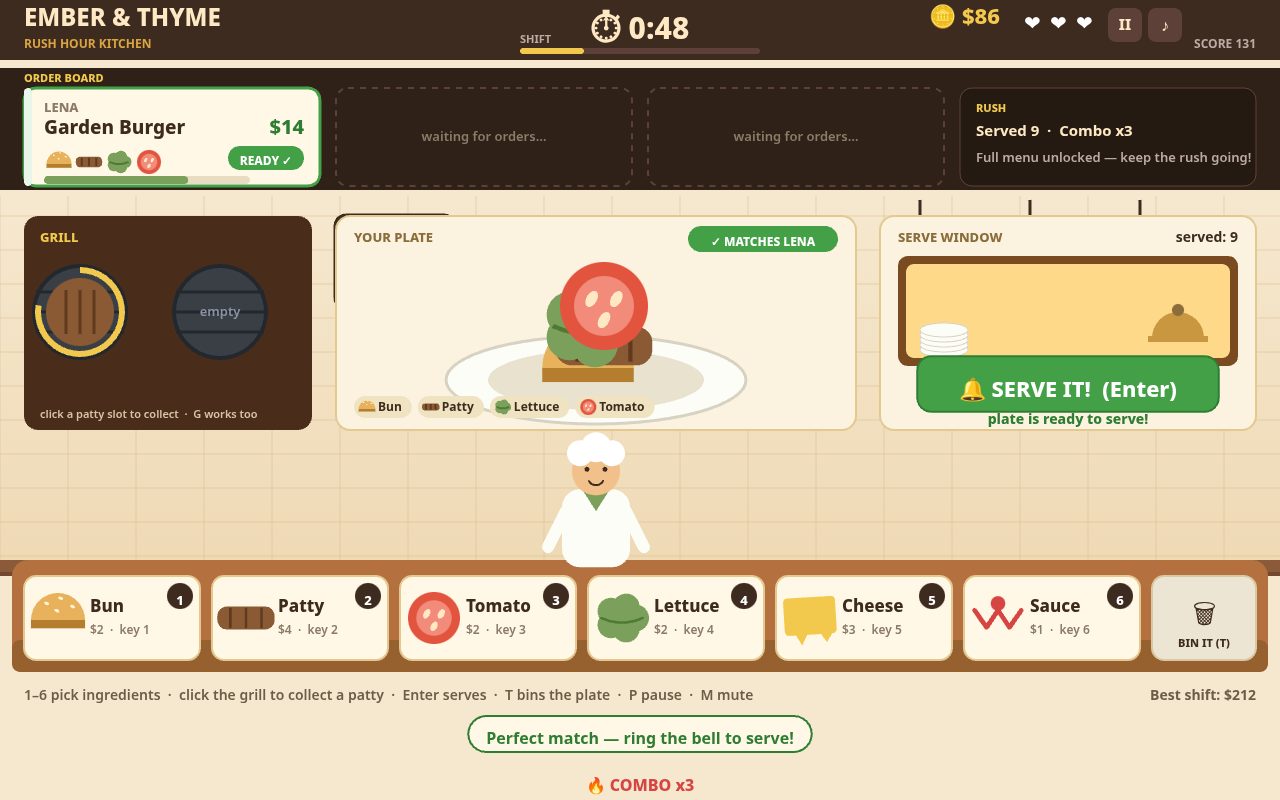 EMBER & THYME
RUSH HOUR KITCHEN
SHIFT
0:48
$86
II
♪
SCORE 131
ORDER BOARD
LENA
Garden Burger
$14
READY ✓
waiting for orders...
waiting for orders...
RUSH
Served 9 · Combo x3
Full menu unlocked — keep the rush going!
GRILL
empty
click a patty slot to collect · G works too
YOUR PLATE
✓ MATCHES LENA
Bun
Patty
Lettuce
Tomato
SERVE WINDOW
served: 9
SERVE IT! (Enter)
plate is ready to serve!
Bun
1
$2 · key 1
Patty
2
$4 · key 2
Tomato
3
$2 · key 3
Lettuce
4
$2 · key 4
Cheese
5
$3 · key 5
Sauce
6
$1 · key 6
BIN IT (T)
1–6 pick ingredients · click the grill to collect a patty · Enter serves · T bins the plate · P pause · M mute
Best shift: $212
Perfect match — ring the bell to serve!
COMBO x3